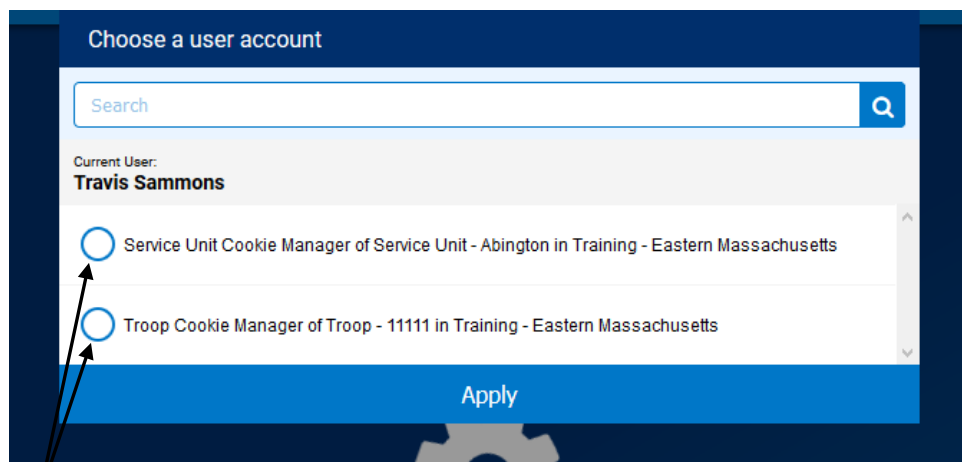 Choose a user account
Search
Current User:
Travis Sammons
Service Unit Cookie Manager of Service Unit - Abington in Training - Eastern Massachusetts
Troop Cookie Manager of Troop - 11111 in Training - Eastern Massachusetts
Apply